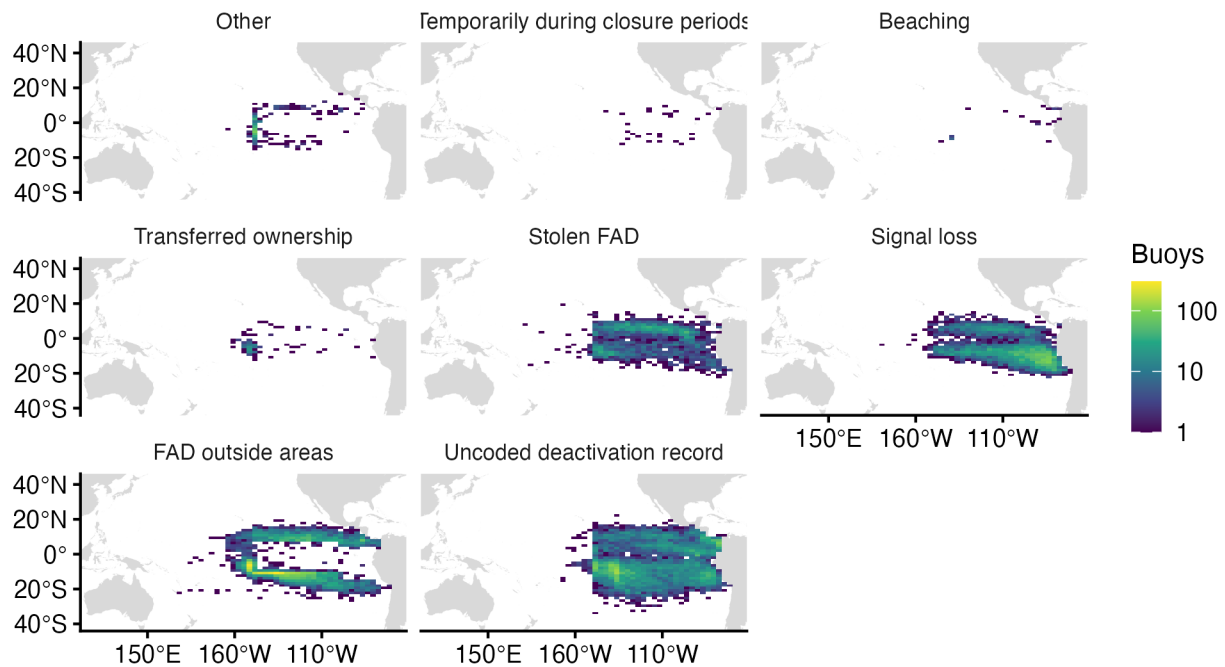 Other
Temporarily during closure periods
Beaching
40°N
20°N
0°
20°S
40°S
Transferred ownership
Stolen FAD
Signal loss
40°N
20°N
0°
20°S
40°S
150°E 160°W 110°W
Buoys
100
10
1
FAD outside areas
Uncoded deactivation record
40°N
20°N
0°
20°S
40°S
150°E 160°W 110°W
150°E 160°W 110°W